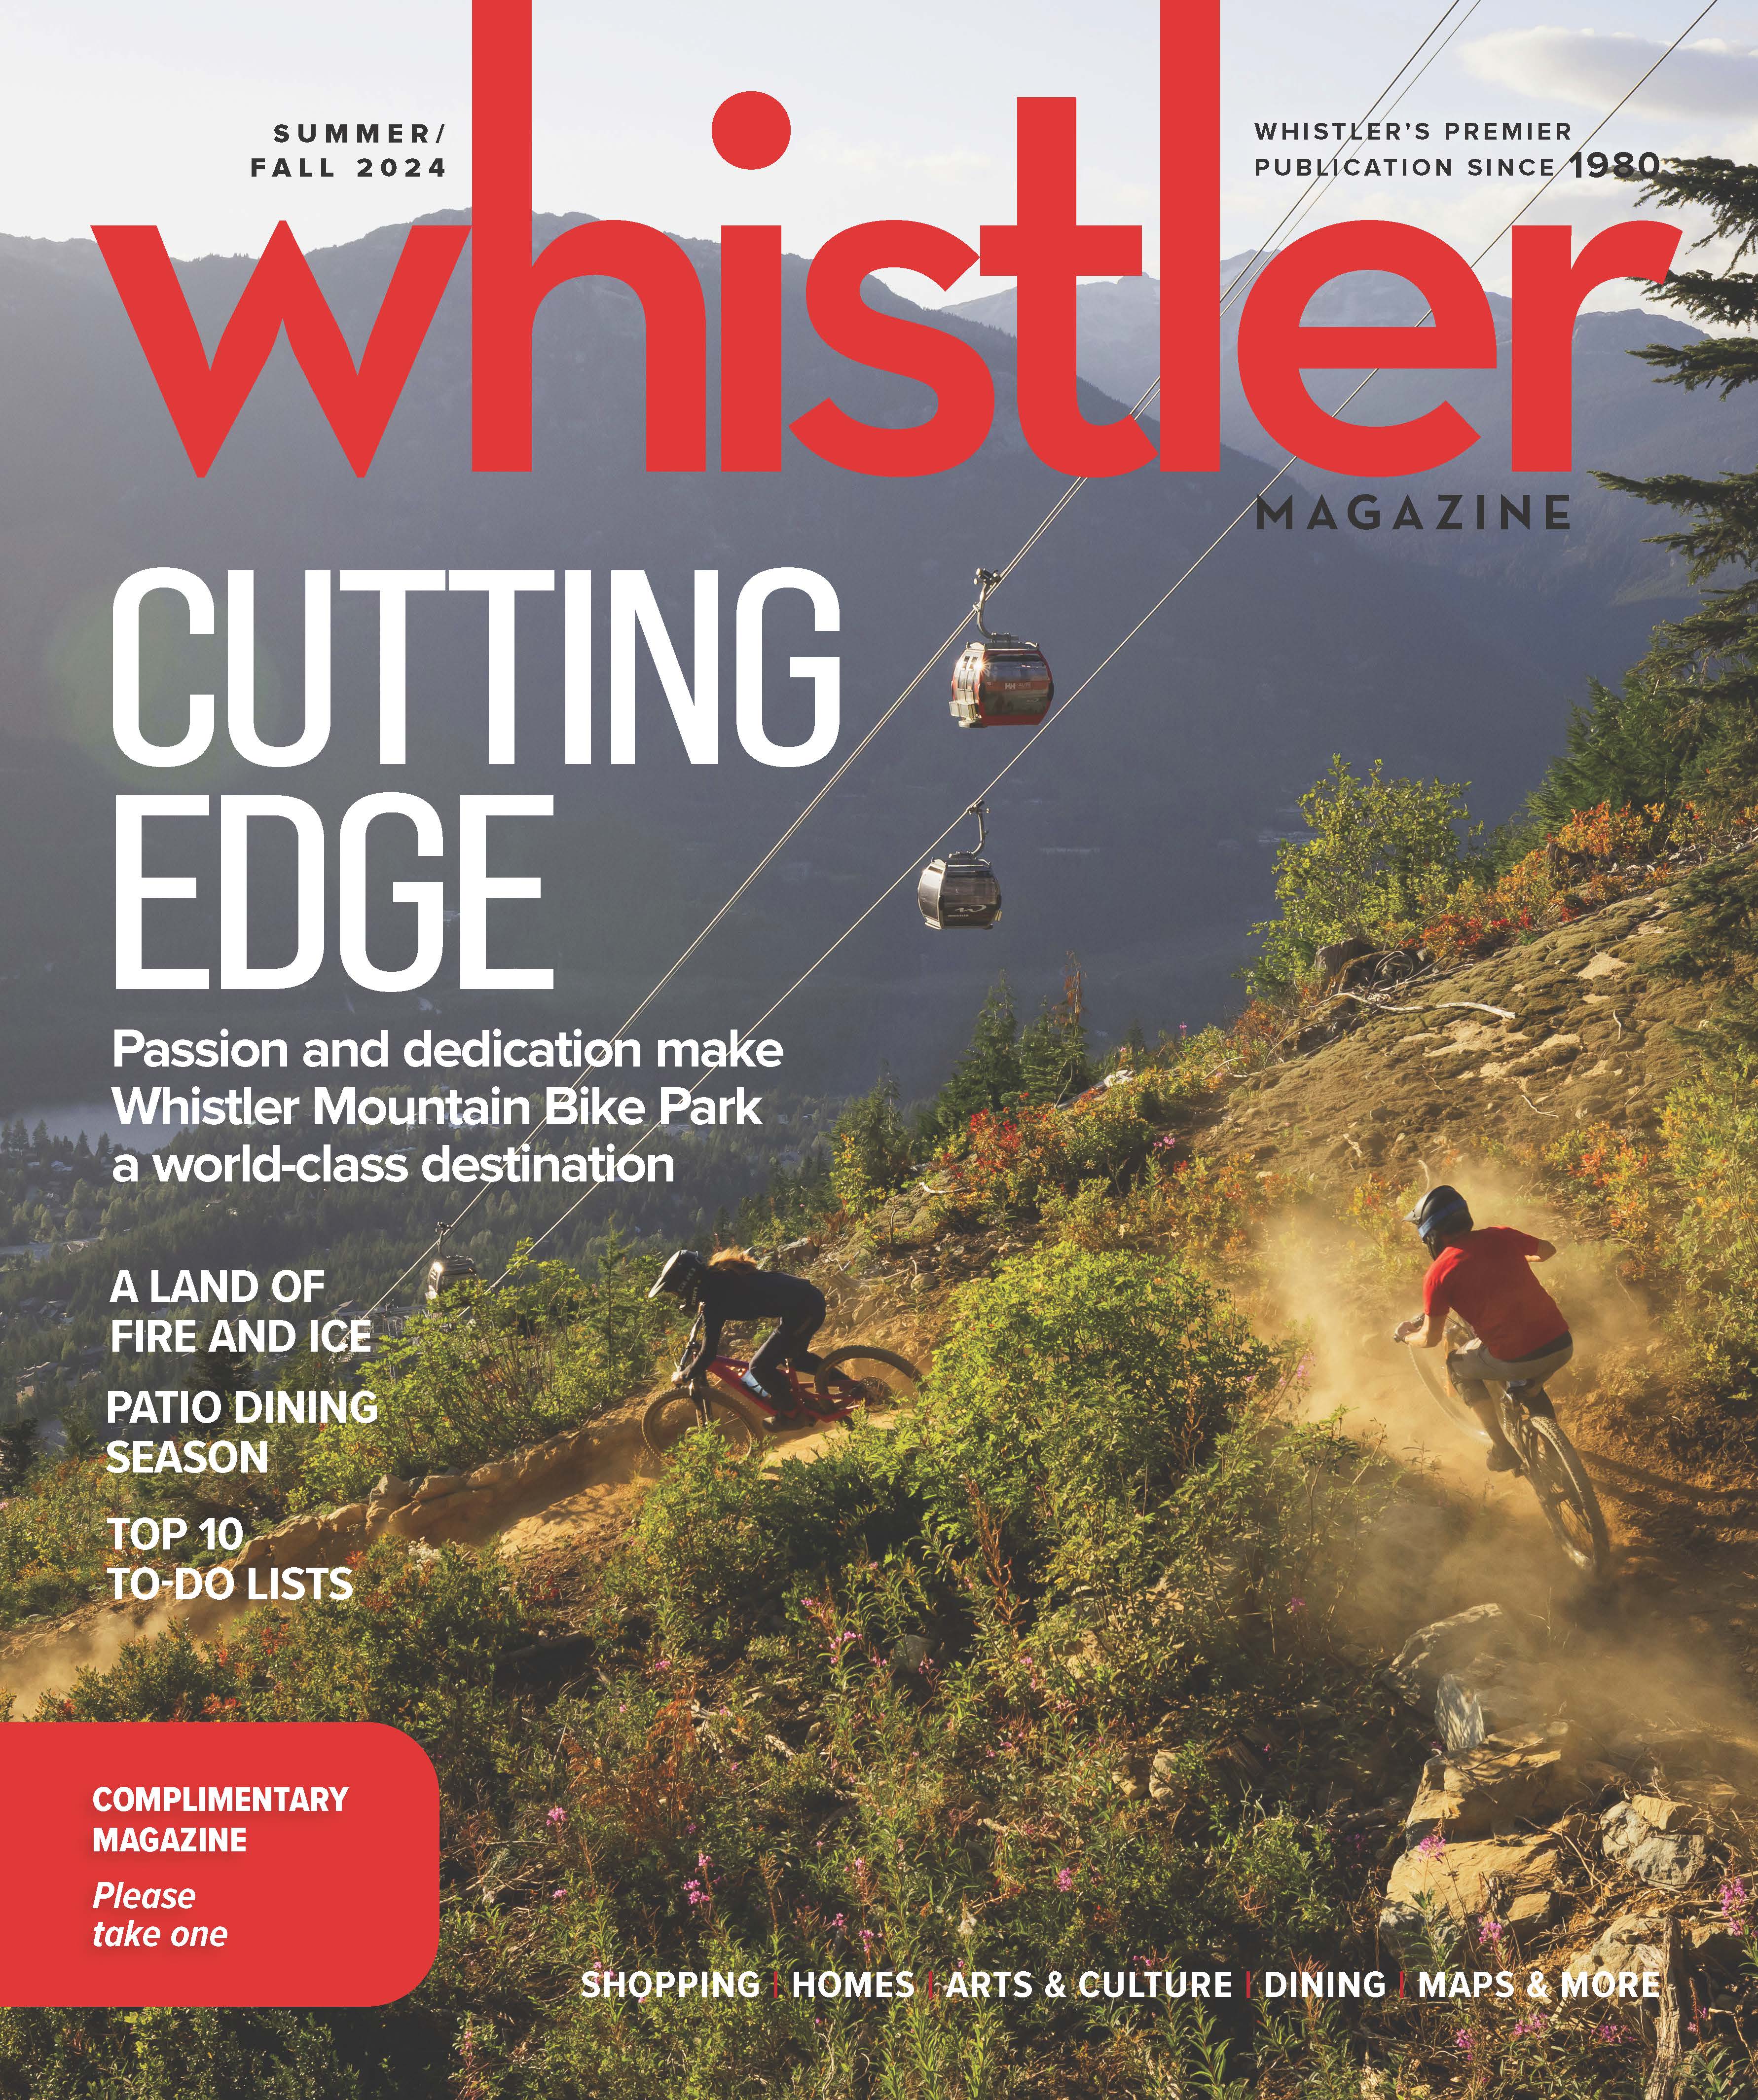 SUMMER/
FALL 2024
WHISTLER'S PREMIER
PUBLICATION SINCE 1980
whistler
MAGAZINE
CUTTING
EDGE
Passion and dedication make
Whistler Mountain Bike Park
a world-class destination
A LAND OF
FIRE AND ICE
PATIO DINING
SEASON
TOP 10
TO-DO LISTS
COMPLIMENTARY
MAGAZINE
Please
take one
SHOPPING | HOMES | ARTS & CULTURE | DINING | MAPS & MORE